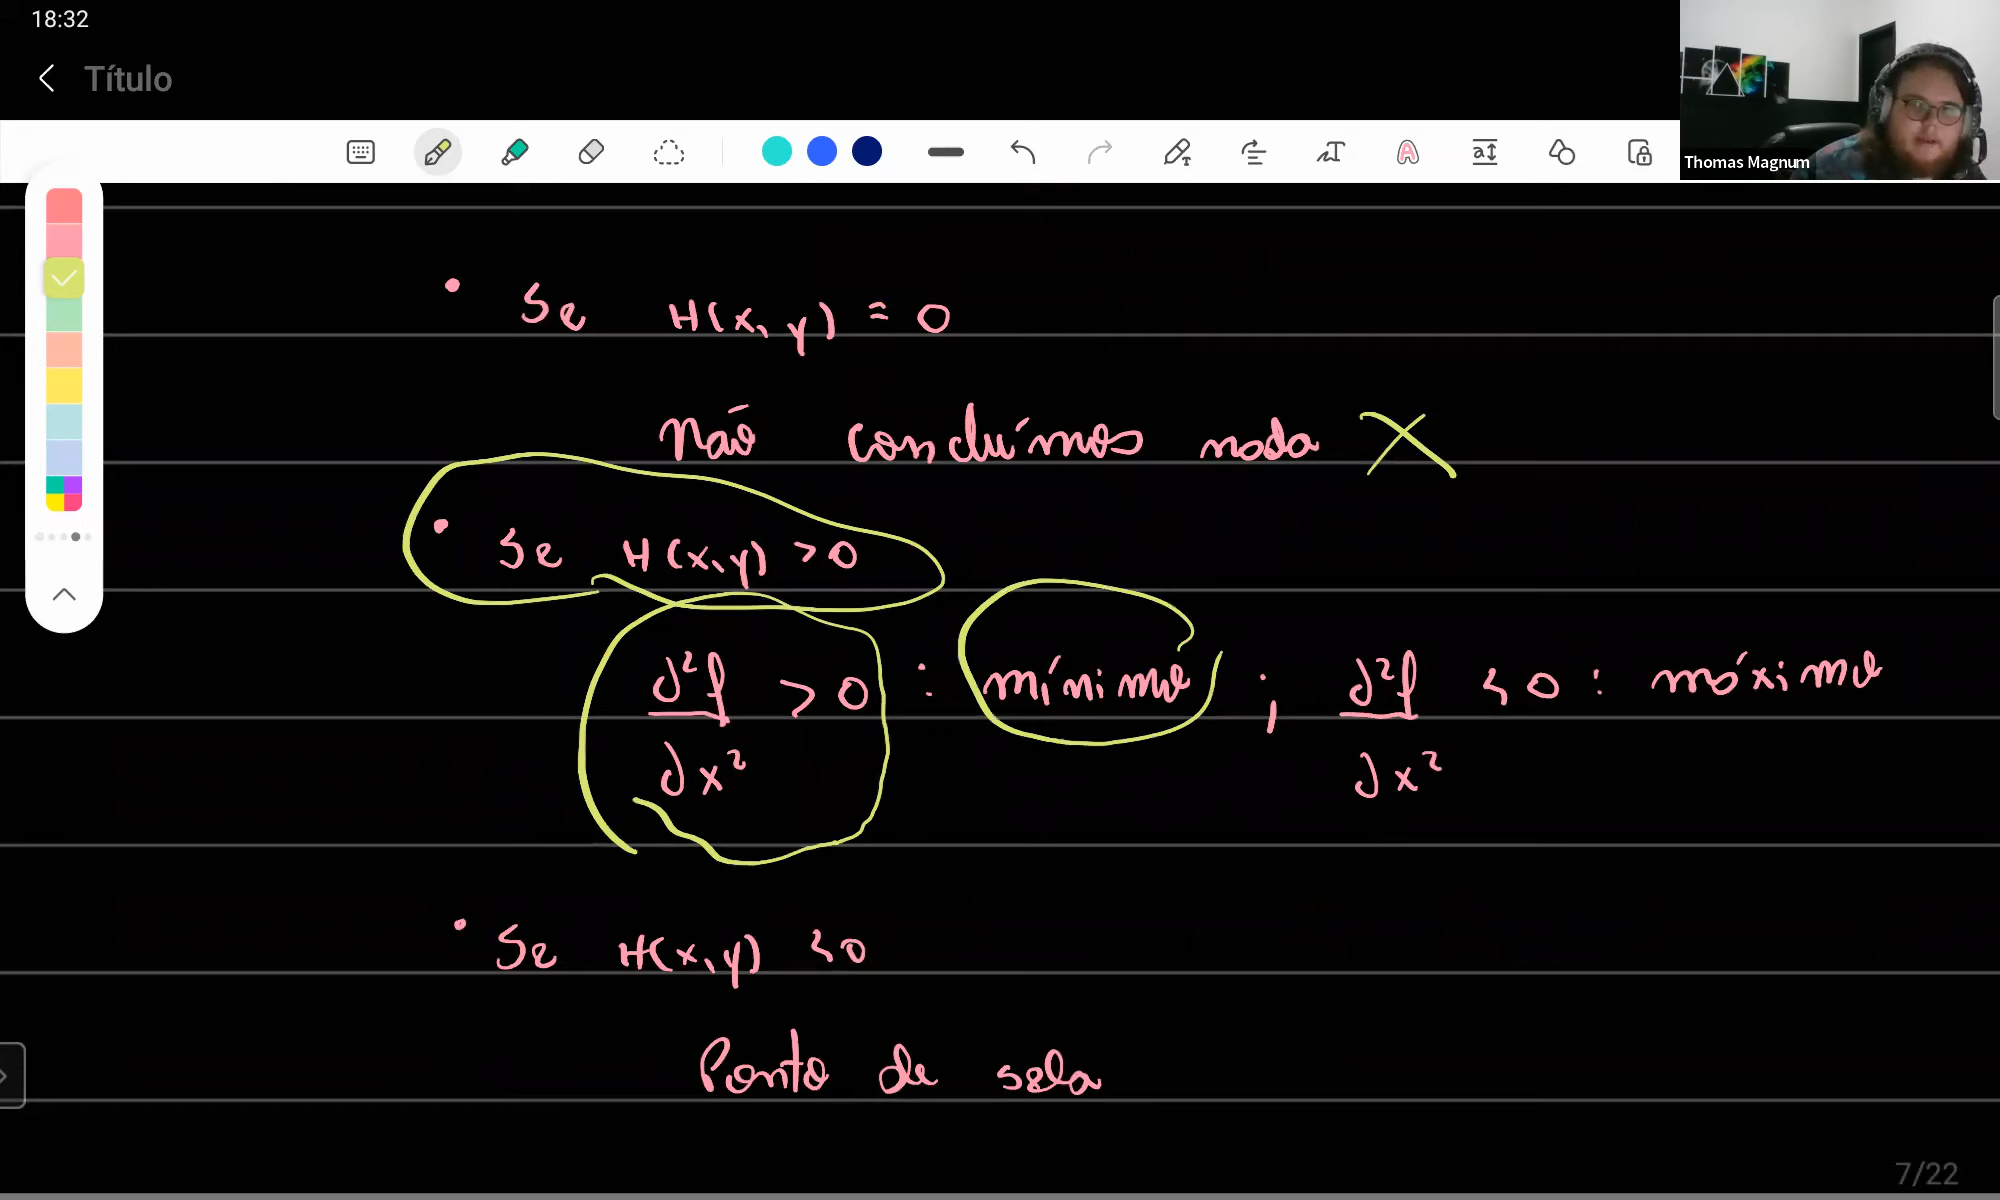 18:32
Título
Thomas Magnum
• Se H(x, y) = 0
Não concluímos nada X
• Se H(x, y) > 0
∂²f/∂x² > 0 : mínimo ; ∂²f/∂x² < 0 : máximo
• Se H(x, y) < 0
Ponto de sela
7/22